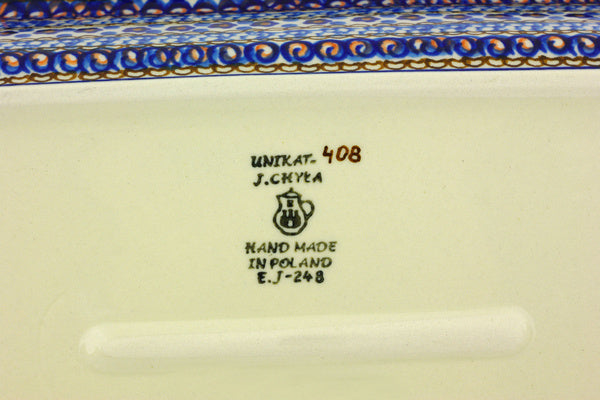 UNIKAT- 408
J. CHYŁA
HAND MADE
IN POLAND
E.J-248